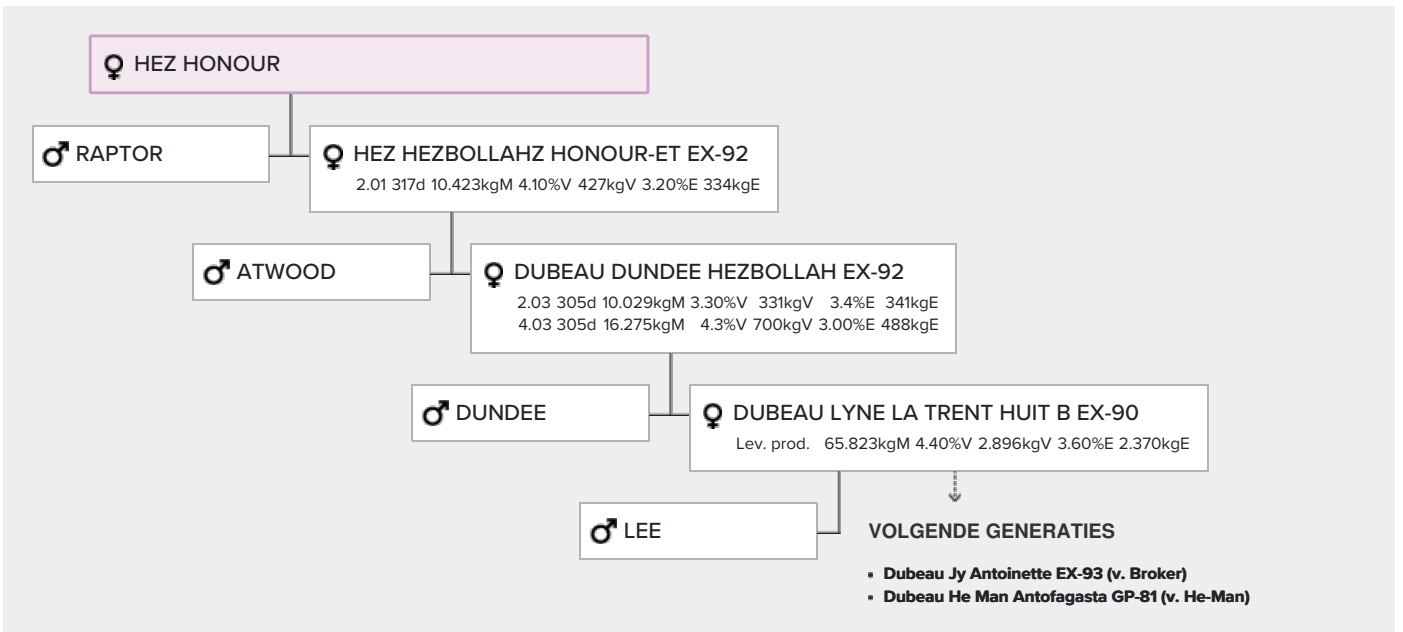 HEZ HONOUR
RAPTOR
HEZ HEZBOLLAHZ HONOUR-ET EX-92
2.01 317d 10.423kgM 4.10%V 427kgV 3.20%E 334kgE
ATWOOD
DUBEAU DUNDEE HEZBOLLAH EX-92
2.03 305d 10.029kgM 3.30%V 331kgV 3.4%E 341kgE
4.03 305d 16.275kgM 4.3%V 700kgV 3.00%E 488kgE
DUNDEE
DUBEAU LYNE LA TRENT HUIT B EX-90
Lev. prod. 65.823kgM 4.40%V 2.896kgV 3.60%E 2.370kgE
LEE
VOLGENDE GENERATIES
• Dubeau Jy Antoinette EX-93 (v. Broker)
• Dubeau He Man Antofagasta GP-81 (v. He-Man)